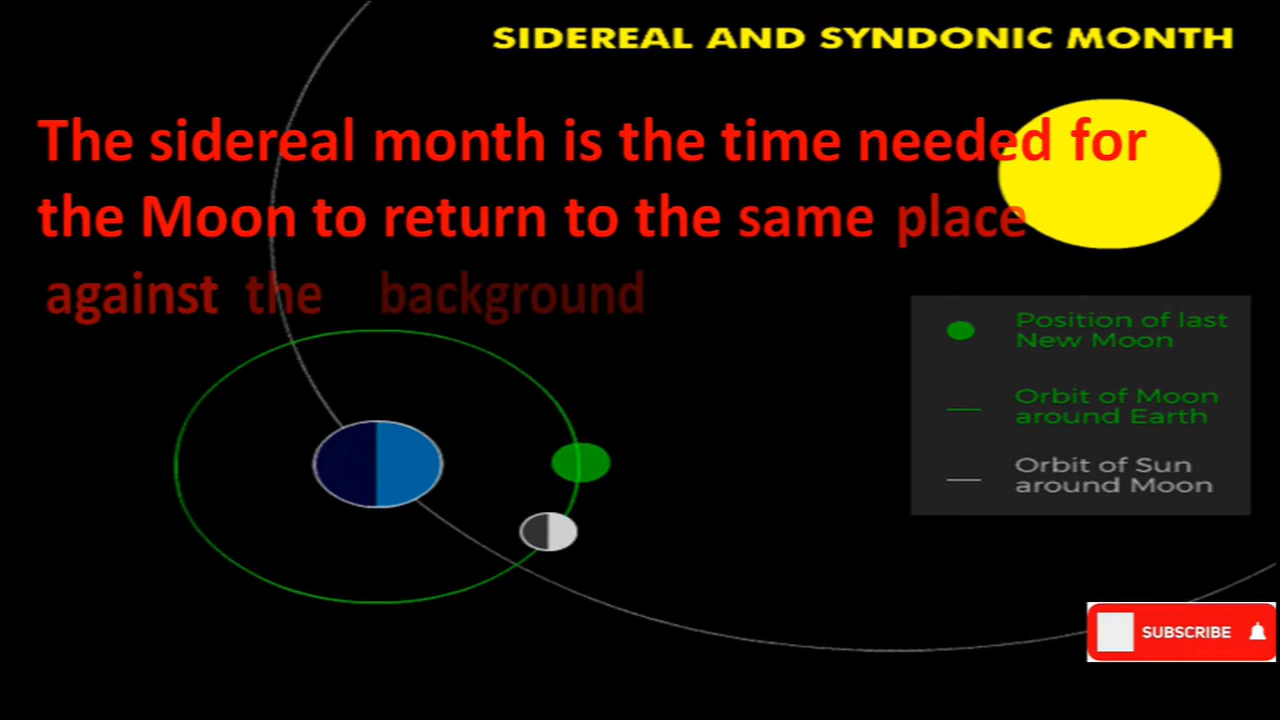 SIDEREAL AND SYNDONIC MONTH
The sidereal month is the time needed for
the Moon to return to the same place
against the background
Position of last
New Moon
Orbit of Moon
around Earth
Orbit of Sun
around Moon
SUBSCRIBE